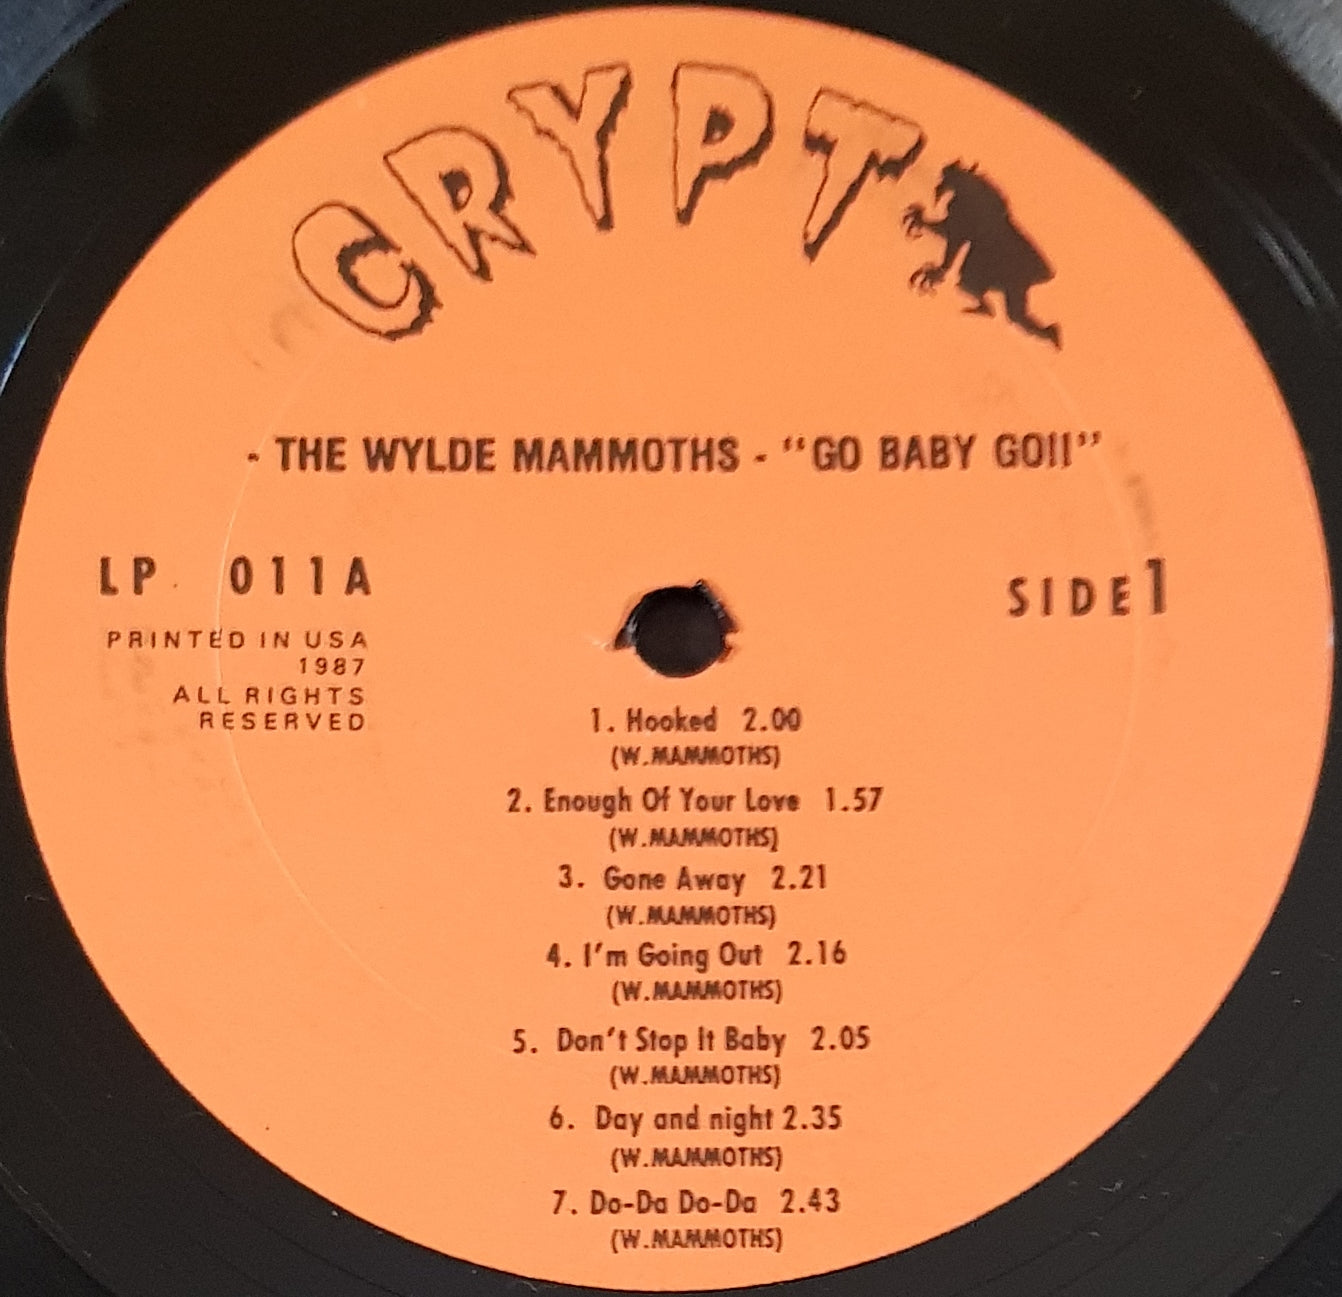 CRYPT
- THE WYLDE MAMMOTHS - "GO BABY GO!!"
LP 011A
SIDE 1
PRINTED IN USA
1987
ALL RIGHTS
RESERVED
1. Hooked 2.00
(W.MAMMOTHS)
2. Enough Of Your Love 1.57
(W.MAMMOTHS)
3. Gone Away 2.21
(W.MAMMOTHS)
4. I'm Going Out 2.16
(W.MAMMOTHS)
5. Don't Stop It Baby 2.05
(W.MAMMOTHS)
6. Day and night 2.35
(W.MAMMOTHS)
7. Do-Da Do-Da 2.43
(W.MAMMOTHS)